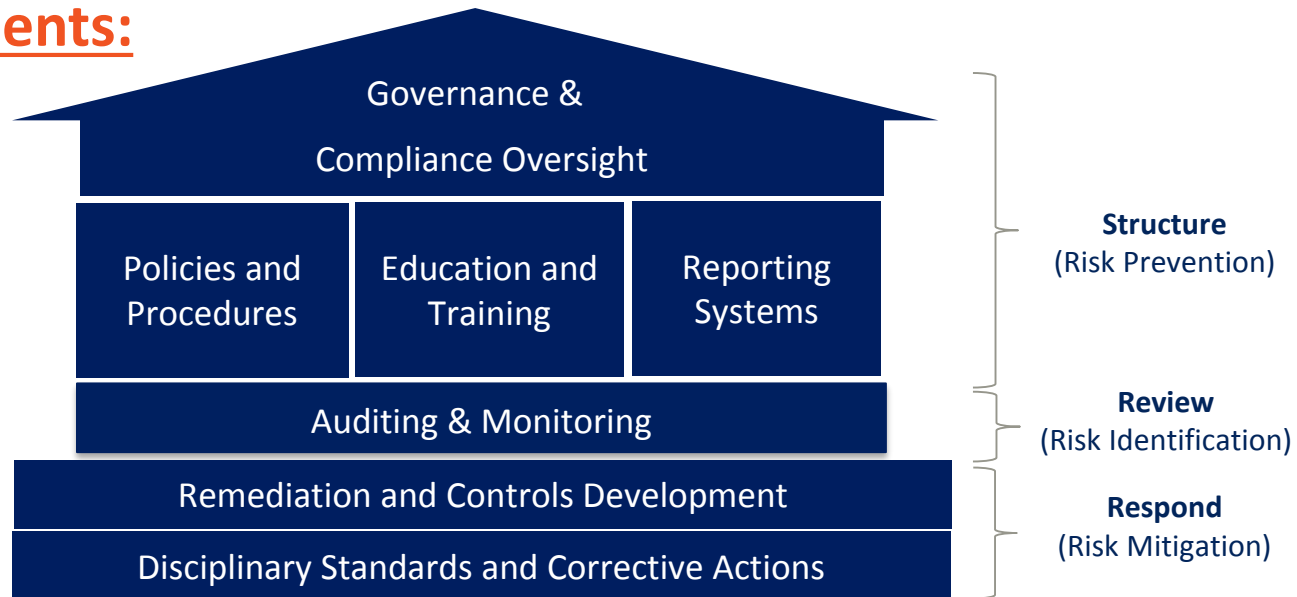 ents:
Governance &
Compliance Oversight
Policies and
Procedures
Education and
Training
Reporting
Systems
Structure
(Risk Prevention)
Auditing & Monitoring
Review
(Risk Identification)
Remediation and Controls Development
Disciplinary Standards and Corrective Actions
Respond
(Risk Mitigation)